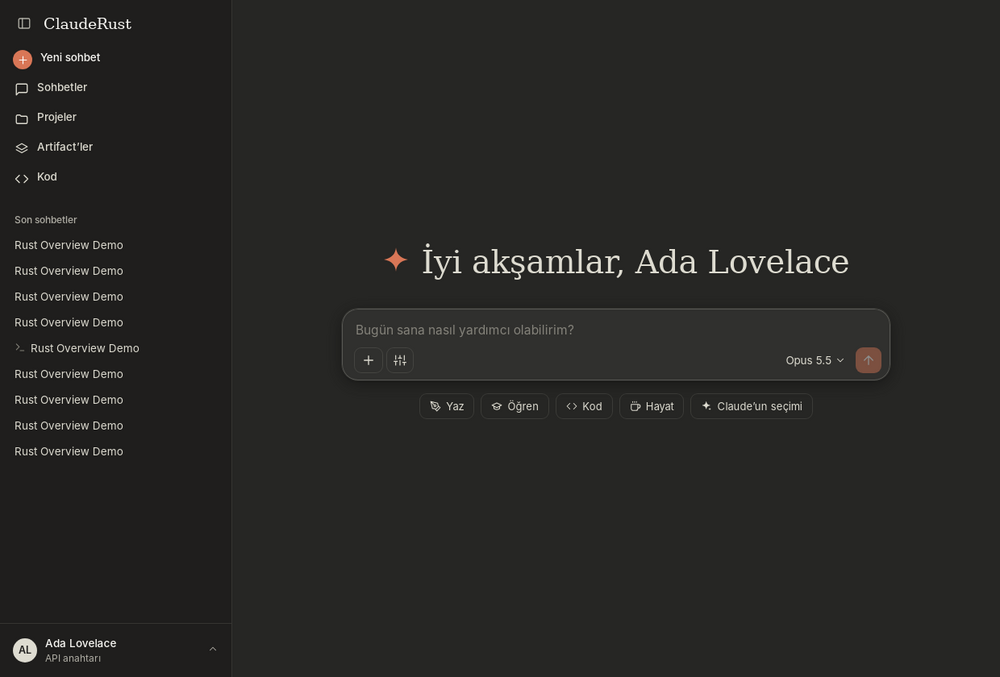 ClaudeRust
Yeni sohbet
Sohbetler
Projeler
Artifact'ler
Kod
Son sohbetler
Rust Overview Demo
Rust Overview Demo
Rust Overview Demo
Rust Overview Demo
Rust Overview Demo
Rust Overview Demo
Rust Overview Demo
Rust Overview Demo
Rust Overview Demo
AL
Ada Lovelace
API anahtarı
İyi akşamlar, Ada Lovelace
Bugün sana nasıl yardımcı olabilirim?
Opus 5.5
Yaz
Öğren
Kod
Hayat
Claude'un seçimi